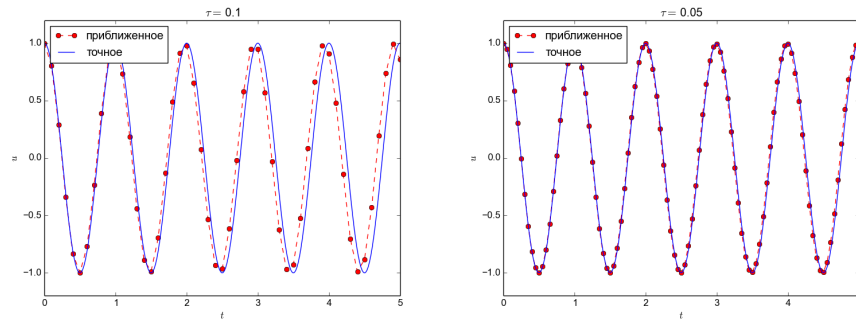 τ = 0.1
приближенное
точное
1.0
0.5
0.0
−0.5
−1.0
u
0 1 2 3 4 5
t
τ = 0.05
приближенное
точное
1.0
0.5
0.0
−0.5
−1.0
u
0 1 2 3 4
t